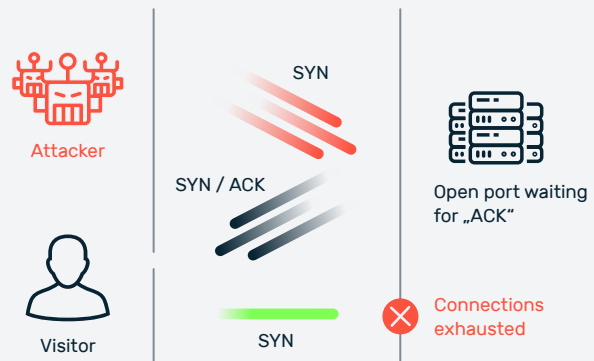 SYN
Attacker
SYN / ACK
Open port waiting
for „ACK“
Connections
exhausted
SYN
Visitor